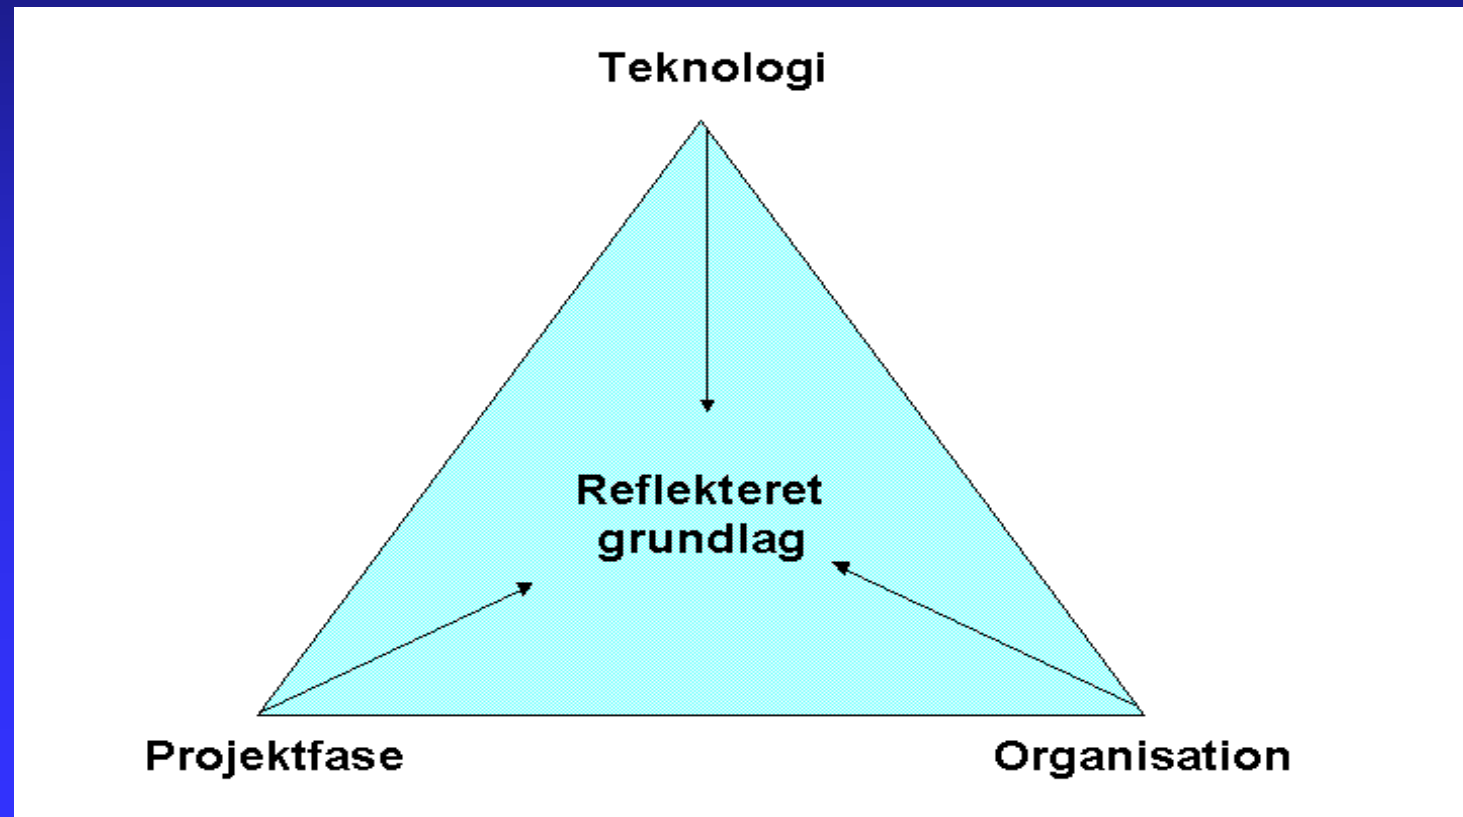 Teknologi
Reflekteret
grundlag
Projektfase
Organisation